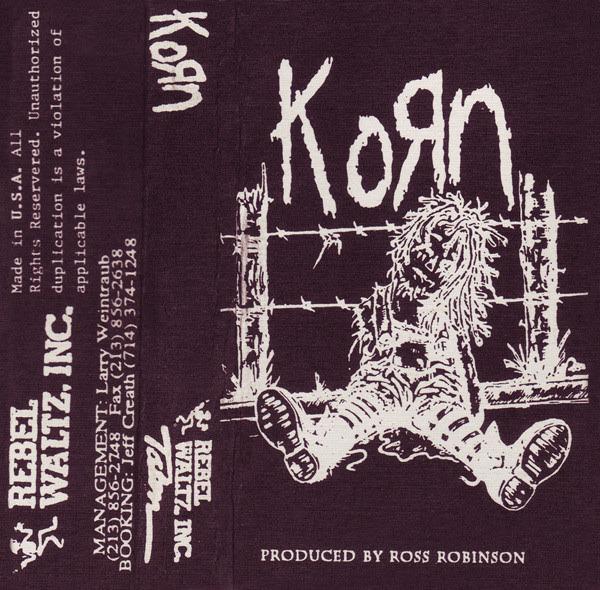 Made in U.S.A. All
Rights Reservered. Unauthorized
duplication is a violation of
applicable laws.
REBEL
WALTZ, INC.
MANAGEMENT: Larry Weintraub
(213) 856-2748 Fax (213) 856-2638
BOOKING: Jeff Creath (714) 374-1248
KoRn
REBEL
WALTZ, INC.
KoRn
PRODUCED BY ROSS ROBINSON